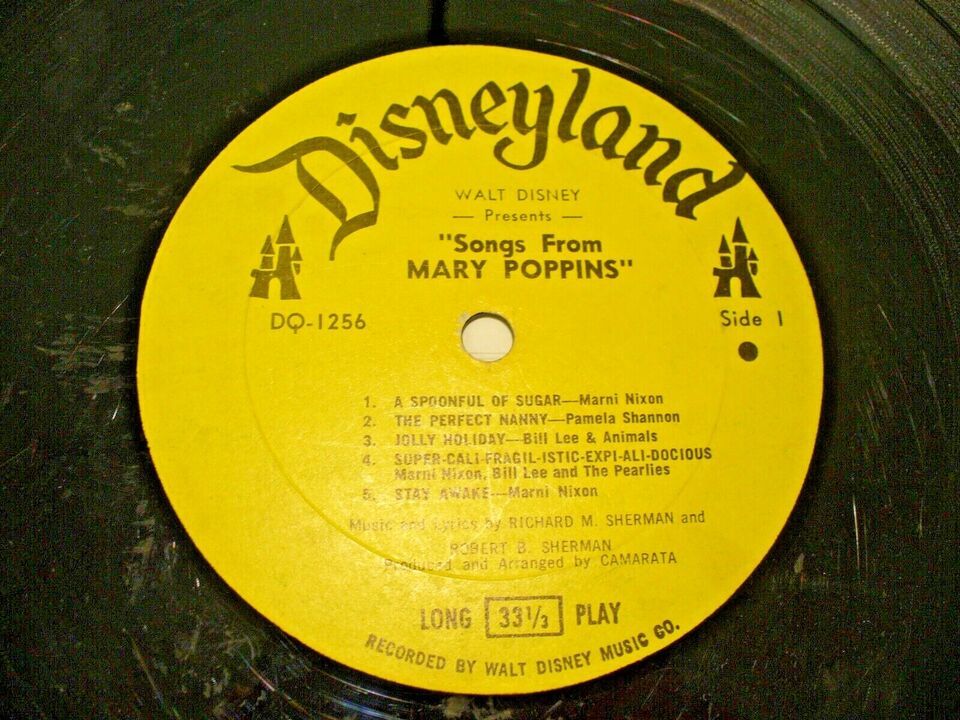 Disneyland
WALT DISNEY
— Presents —
"Songs From
MARY POPPINS"
DQ-1256
Side 1
1. A SPOONFUL OF SUGAR—Marni Nixon
2. THE PERFECT NANNY—Pamela Shannon
3. JOLLY HOLIDAY—Bill Lee & Animals
4. SUPER-CALI-FRAGIL-ISTIC-EXPI-ALI-DOCIOUS
Marni Nixon, Bill Lee and The Pearlies
5. STAY AWAKE—Marni Nixon
Music and Lyrics by RICHARD M. SHERMAN and
ROBERT B. SHERMAN
Produced and Arranged by CAMARATA
LONG 33 1/3 PLAY
RECORDED BY WALT DISNEY MUSIC CO.